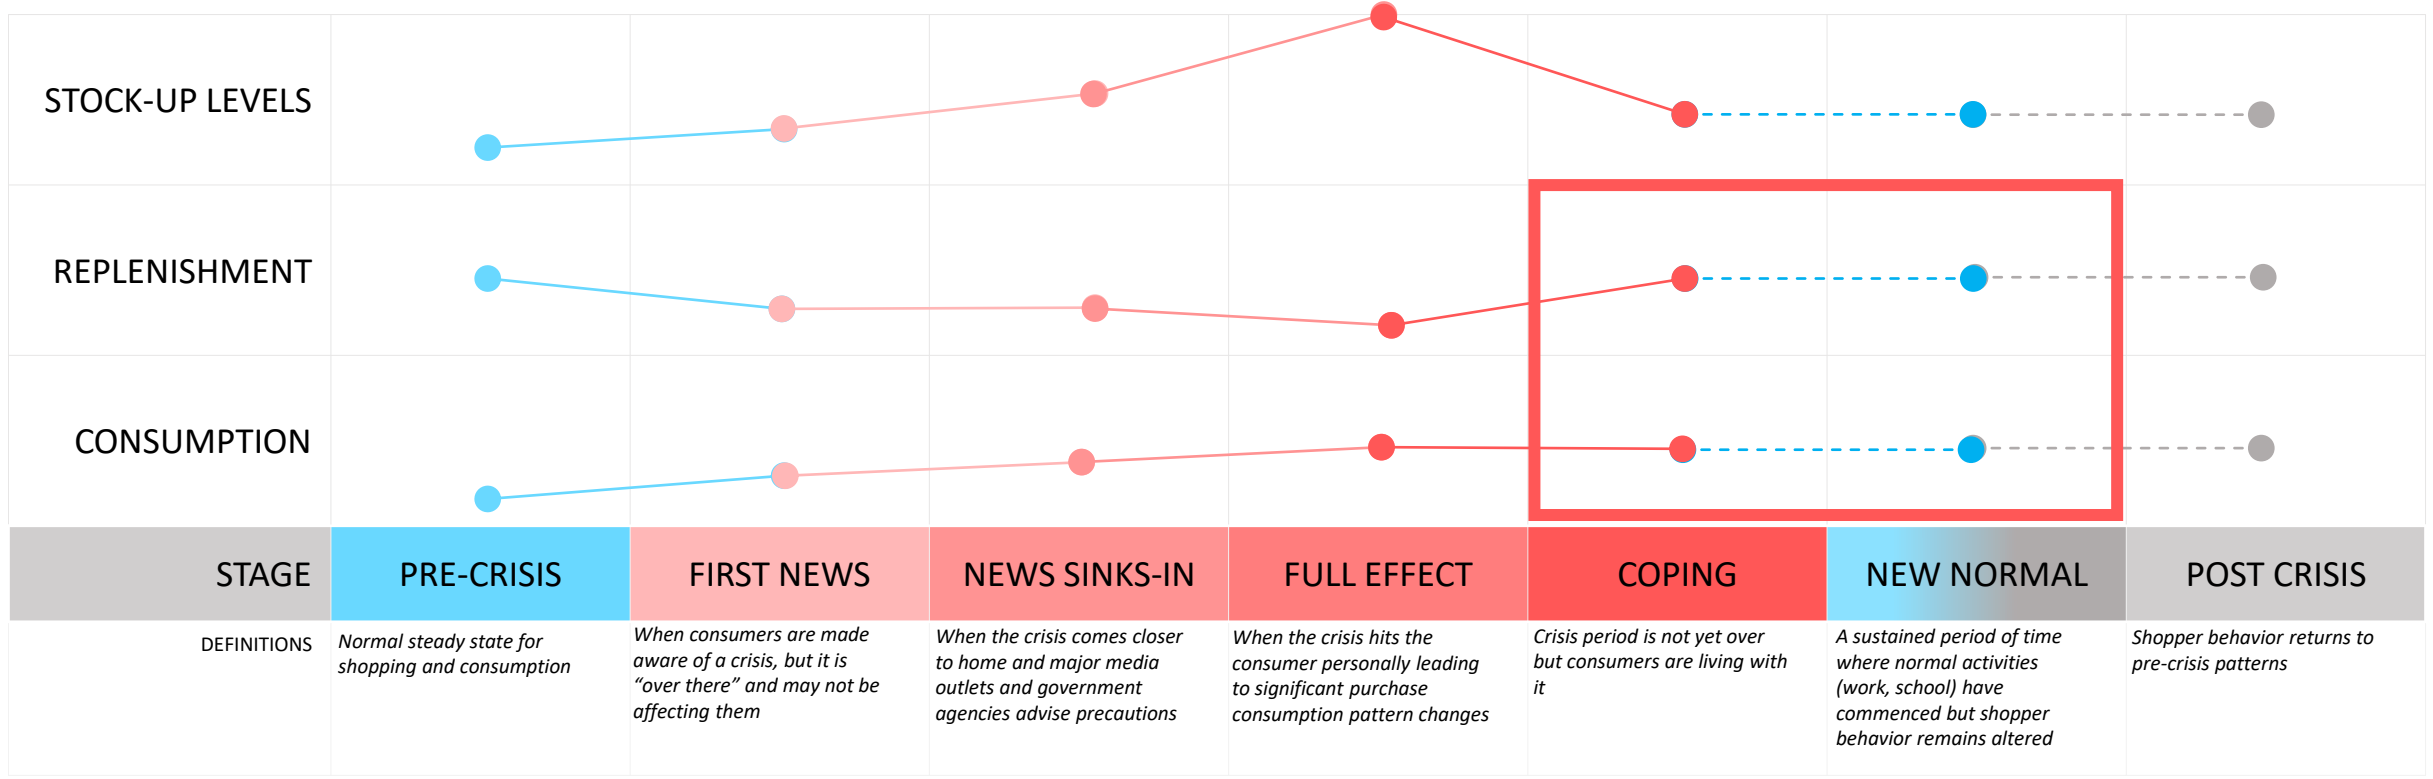 STOCK-UP LEVELS
REPLENISHMENT
CONSUMPTION
STAGE
PRE-CRISIS
FIRST NEWS
NEWS SINKS-IN
FULL EFFECT
COPING
NEW NORMAL
POST CRISIS
DEFINITIONS
Normal steady state for
shopping and consumption
When consumers are made
aware of a crisis, but it is
“over there” and may not be
affecting them
When the crisis comes closer
to home and major media
outlets and government
agencies advise precautions
When the crisis hits the
consumer personally leading
to significant purchase
consumption pattern changes
Crisis period is not yet over
but consumers are living with
it
A sustained period of time
where normal activities
(work, school) have
commenced but shopper
behavior remains altered
Shopper behavior returns to
pre-crisis patterns